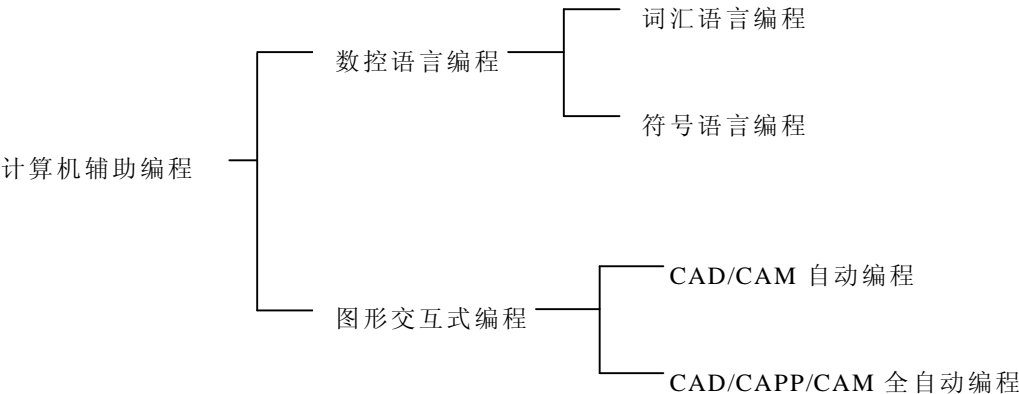 词汇语言编程
数控语言编程
符号语言编程
计算机辅助编程
CAD/CAM 自动编程
图形交互式编程
CAD/CAPP/CAM 全自动编程